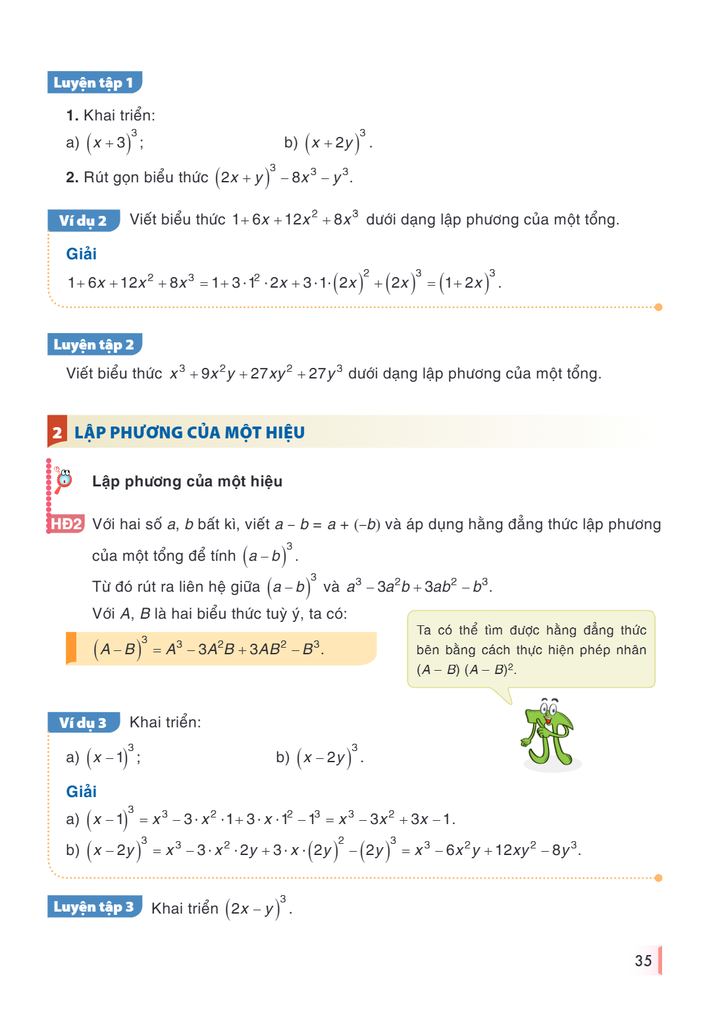 Luyện tập 1
1. Khai triển:
a) (x + 3)³; b) (x + 2y)³.
2. Rút gọn biểu thức (2x + y)³ − 8x³ − y³.
Ví dụ 2 Viết biểu thức 1 + 6x + 12x² + 8x³ dưới dạng lập phương của một tổng.
Giải
1 + 6x + 12x² + 8x³ = 1 + 3 · 1² · 2x + 3 · 1 · (2x)² + (2x)³ = (1 + 2x)³.
Luyện tập 2
Viết biểu thức x³ + 9x²y + 27xy² + 27y³ dưới dạng lập phương của một tổng.
2 LẬP PHƯƠNG CỦA MỘT HIỆU
Lập phương của một hiệu
HĐ2 Với hai số a, b bất kì, viết a − b = a + (−b) và áp dụng hằng đẳng thức lập phương
của một tổng để tính (a − b)³.
Từ đó rút ra liên hệ giữa (a − b)³ và a³ − 3a²b + 3ab² − b³.
Với A, B là hai biểu thức tuỳ ý, ta có:
(A − B)³ = A³ − 3A²B + 3AB² − B³.
Ta có thể tìm được hằng đẳng thức
bên bằng cách thực hiện phép nhân
(A − B) (A − B)².
Ví dụ 3 Khai triển:
a) (x − 1)³; b) (x − 2y)³.
Giải
a) (x − 1)³ = x³ − 3 · x² · 1 + 3 · x · 1² − 1³ = x³ − 3x² + 3x − 1.
b) (x − 2y)³ = x³ − 3 · x² · 2y + 3 · x · (2y)² − (2y)³ = x³ − 6x²y + 12xy² − 8y³.
Luyện tập 3 Khai triển (2x − y)³.
35